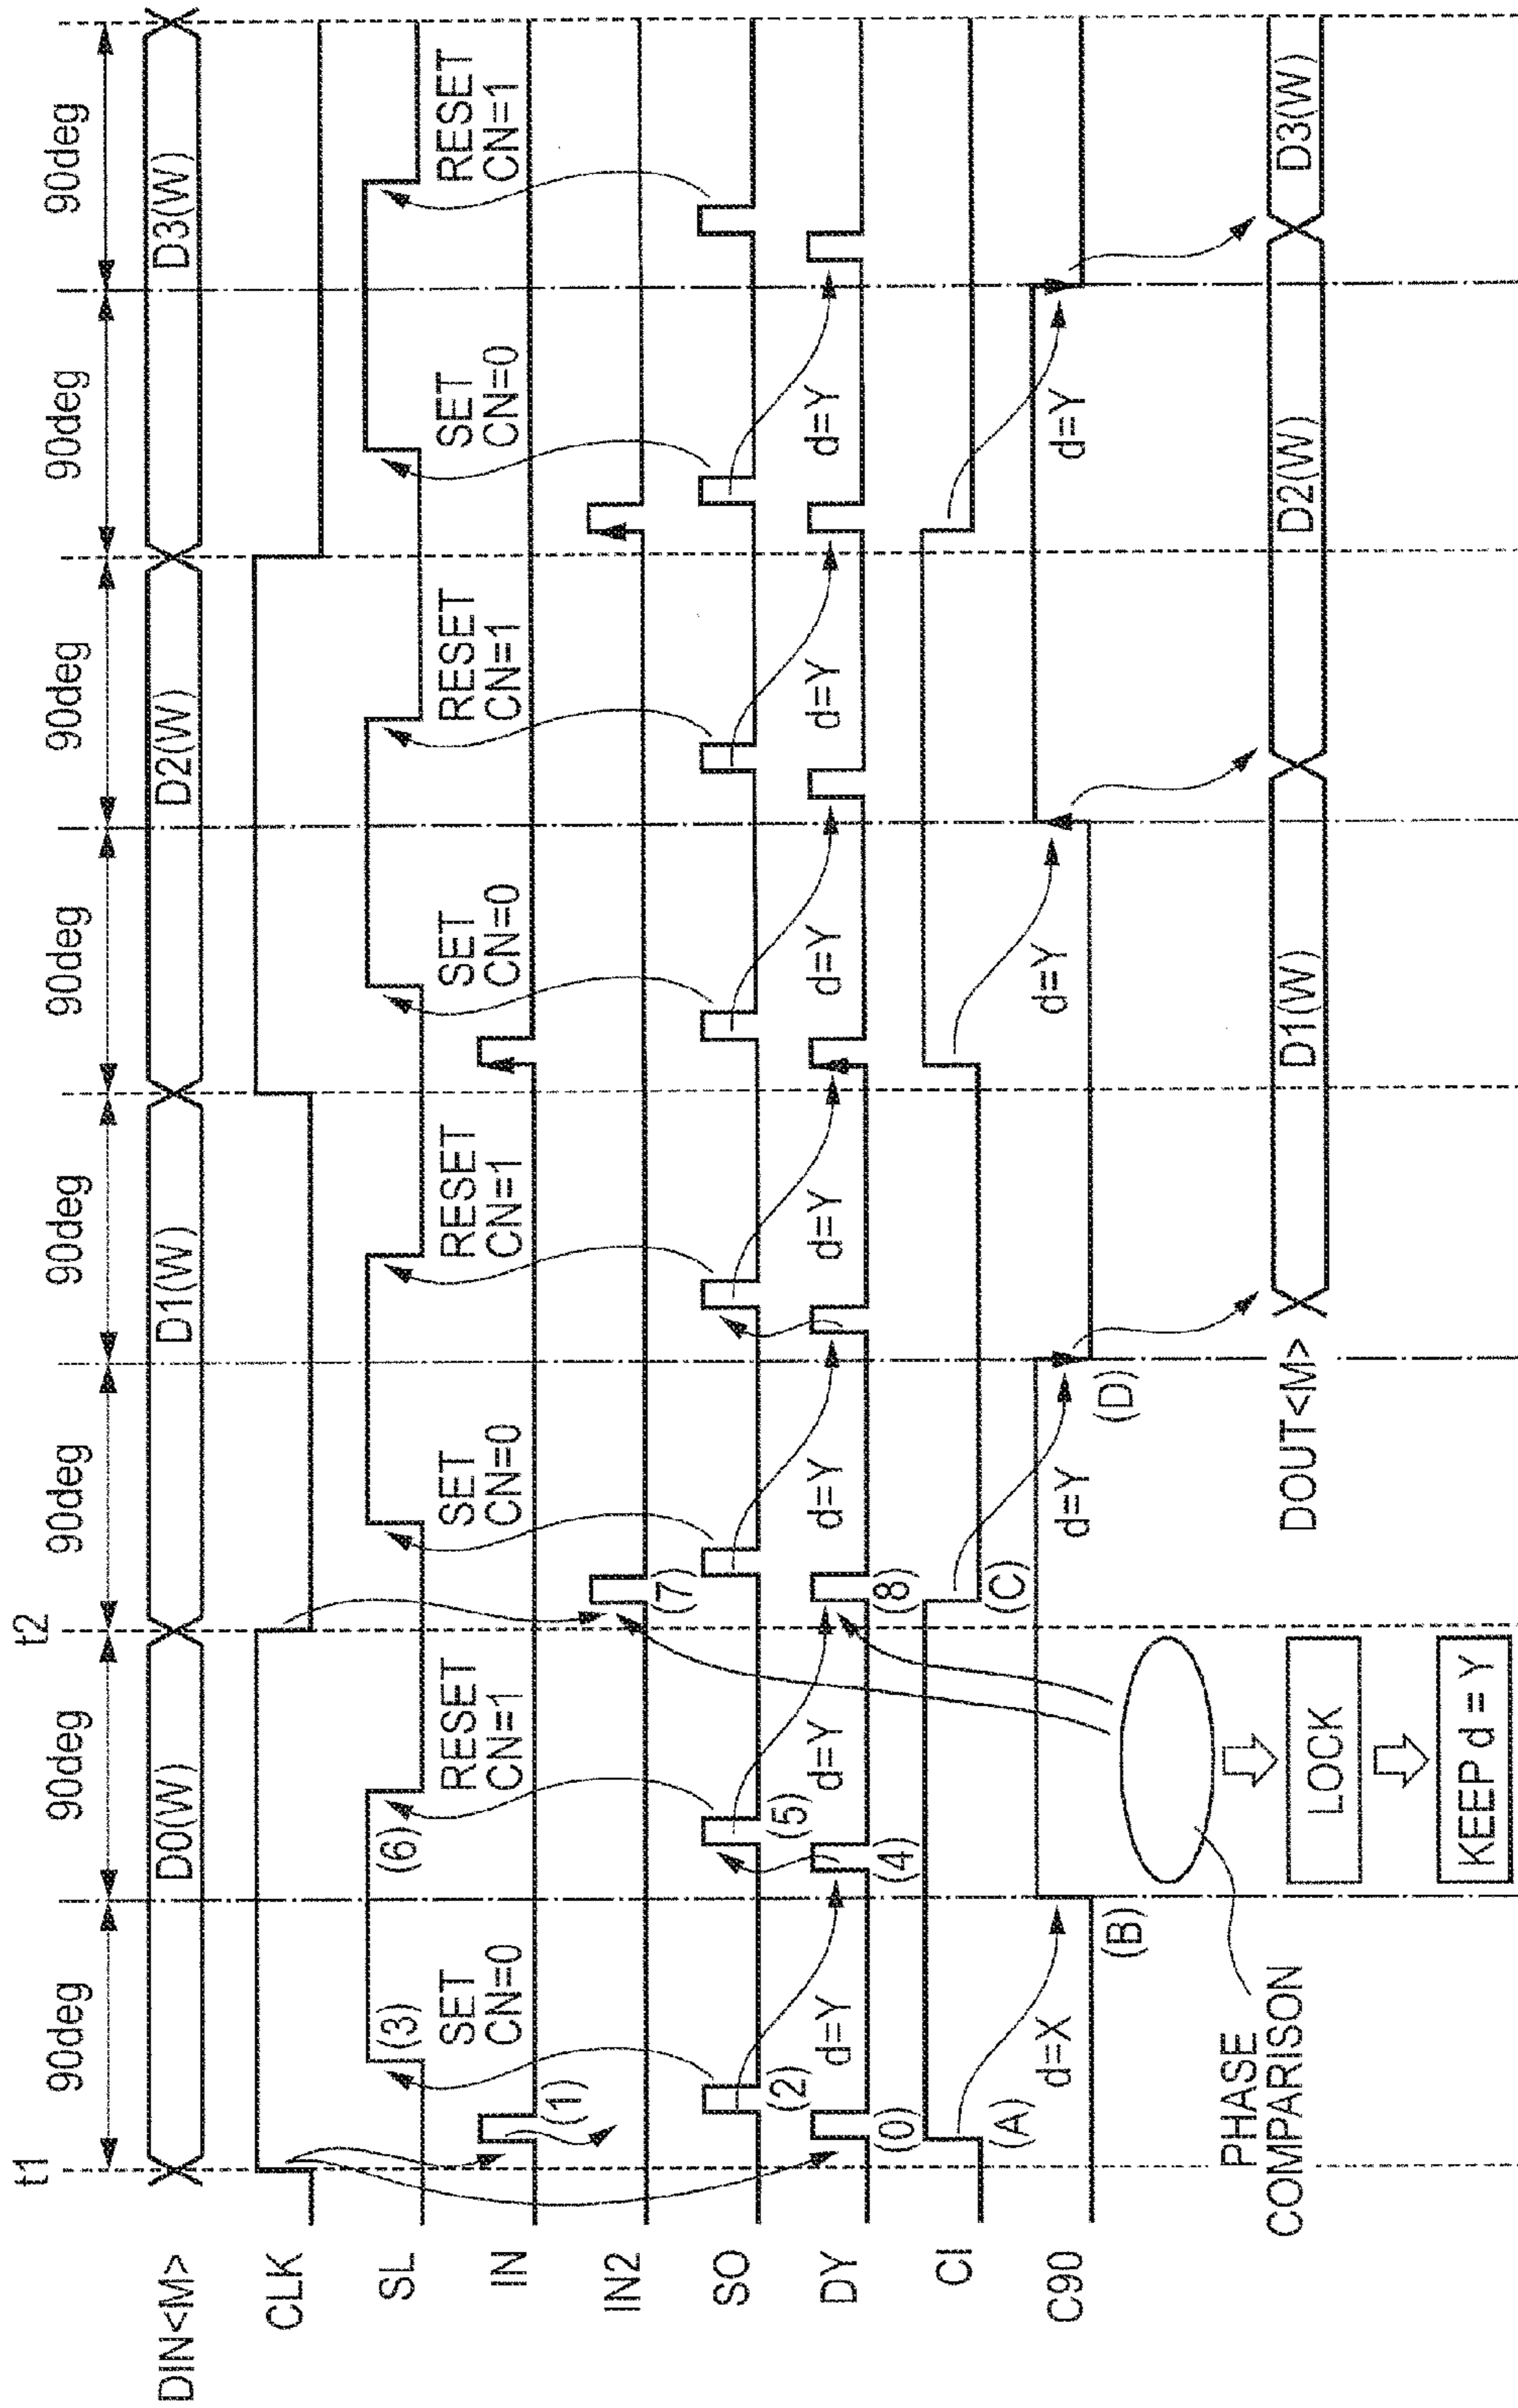 t1
t2
90deg
90deg
90deg
90deg
90deg
90deg
90deg
90deg
DIN<M>
D0(W)
D1(W)
D2(W)
D3(W)
CLK
SL
(3)
(6)
SET
CN=0
RESET
CN=1
SET
CN=0
RESET
CN=1
SET
CN=0
RESET
CN=1
SET
CN=0
RESET
CN=1
IN
(1)
IN2
(7)
SO
(2)
(5)
DY
d=Y
d=Y
d=Y
d=Y
d=Y
d=Y
d=Y
(0)
(4)
(8)
CI
(A)
(C)
C90
d=X
d=Y
d=Y
d=Y
(B)
(D)
PHASE
COMPARISON
LOCK
KEEP d = Y
DOUT<M>
D1(W)
D2(W)
D3(W)